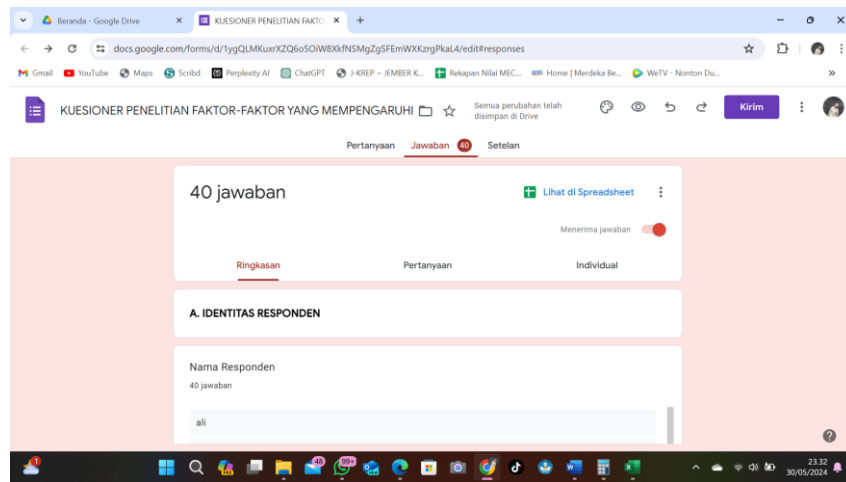 Beranda - Google Drive
KUESIONER PENELITIAN FAKTO
docs.google.com/forms/d/1ygQLMKuxrXZQ6o5OiW8XkfNSMgZgSFEmWXKzrgPkaL4/edit#responses
Gmail YouTube Maps Scribd Perplexity AI ChatGPT J-KREP – JEMBER K... Rekapan Nilai MEC... Home | Merdeka Be... WeTV - Nonton Du... »
KUESIONER PENELITIAN FAKTOR-FAKTOR YANG MEMPENGARUHI
Semua perubahan telah
disimpan di Drive
Kirim
Pertanyaan Jawaban 40 Setelan
40 jawaban
Lihat di Spreadsheet
Menerima jawaban
Ringkasan Pertanyaan Individual
A. IDENTITAS RESPONDEN
Nama Responden
40 jawaban
ali
48 99+
23.32
30/05/2024